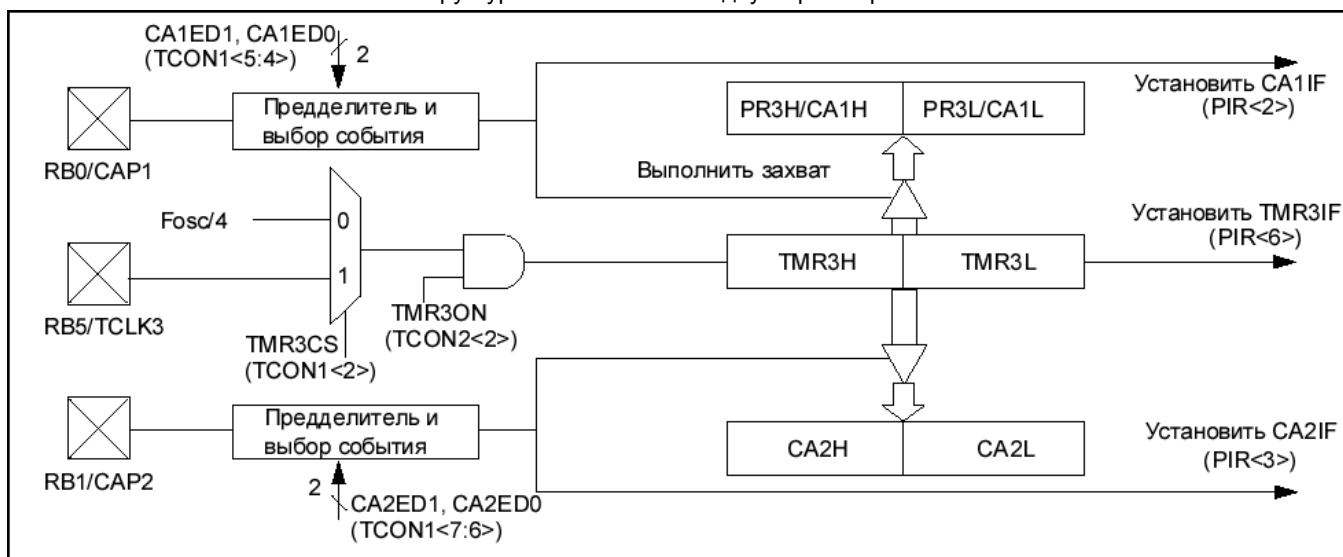 CA1ED1, CA1ED0
(TCON1<5:4>)
2
Предделитель и
выбор события
RB0/CAP1
PR3H/CA1H
PR3L/CA1L
Установить CA1IF
(PIR<2>)
Выполнить захват
Fosc/4
0
1
RB5/TCLK3
TMR3CS
(TCON1<2>)
TMR3ON
(TCON2<2>)
TMR3H
TMR3L
Установить TMR3IF
(PIR<6>)
Предделитель и
выбор события
RB1/CAP2
2
CA2ED1, CA2ED0
(TCON1<7:6>)
CA2H
CA2L
Установить CA2IF
(PIR<3>)